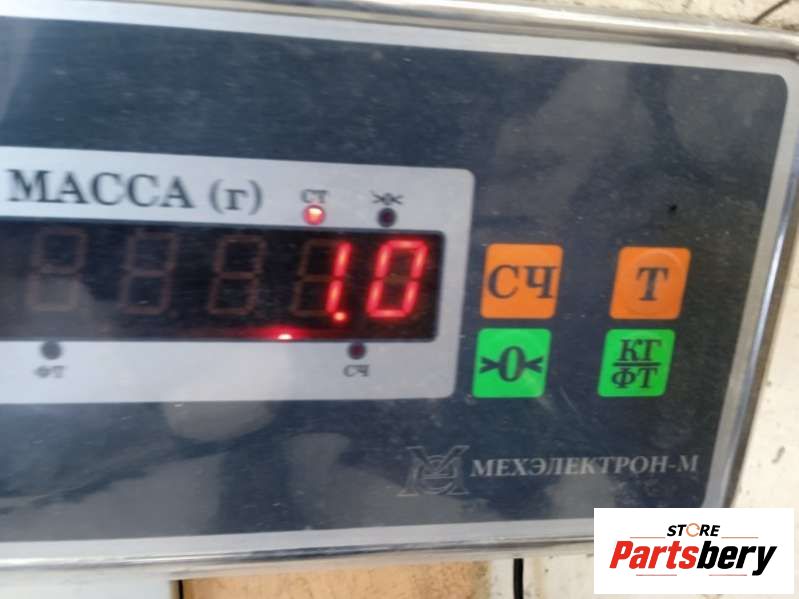 МАССА (г)
СТ
>0<
1.0
СЧ
Т
>0<
КГ
ФТ
ФТ
СЧ
МЕХЭЛЕКТРОН-М
STORE
Partsbery